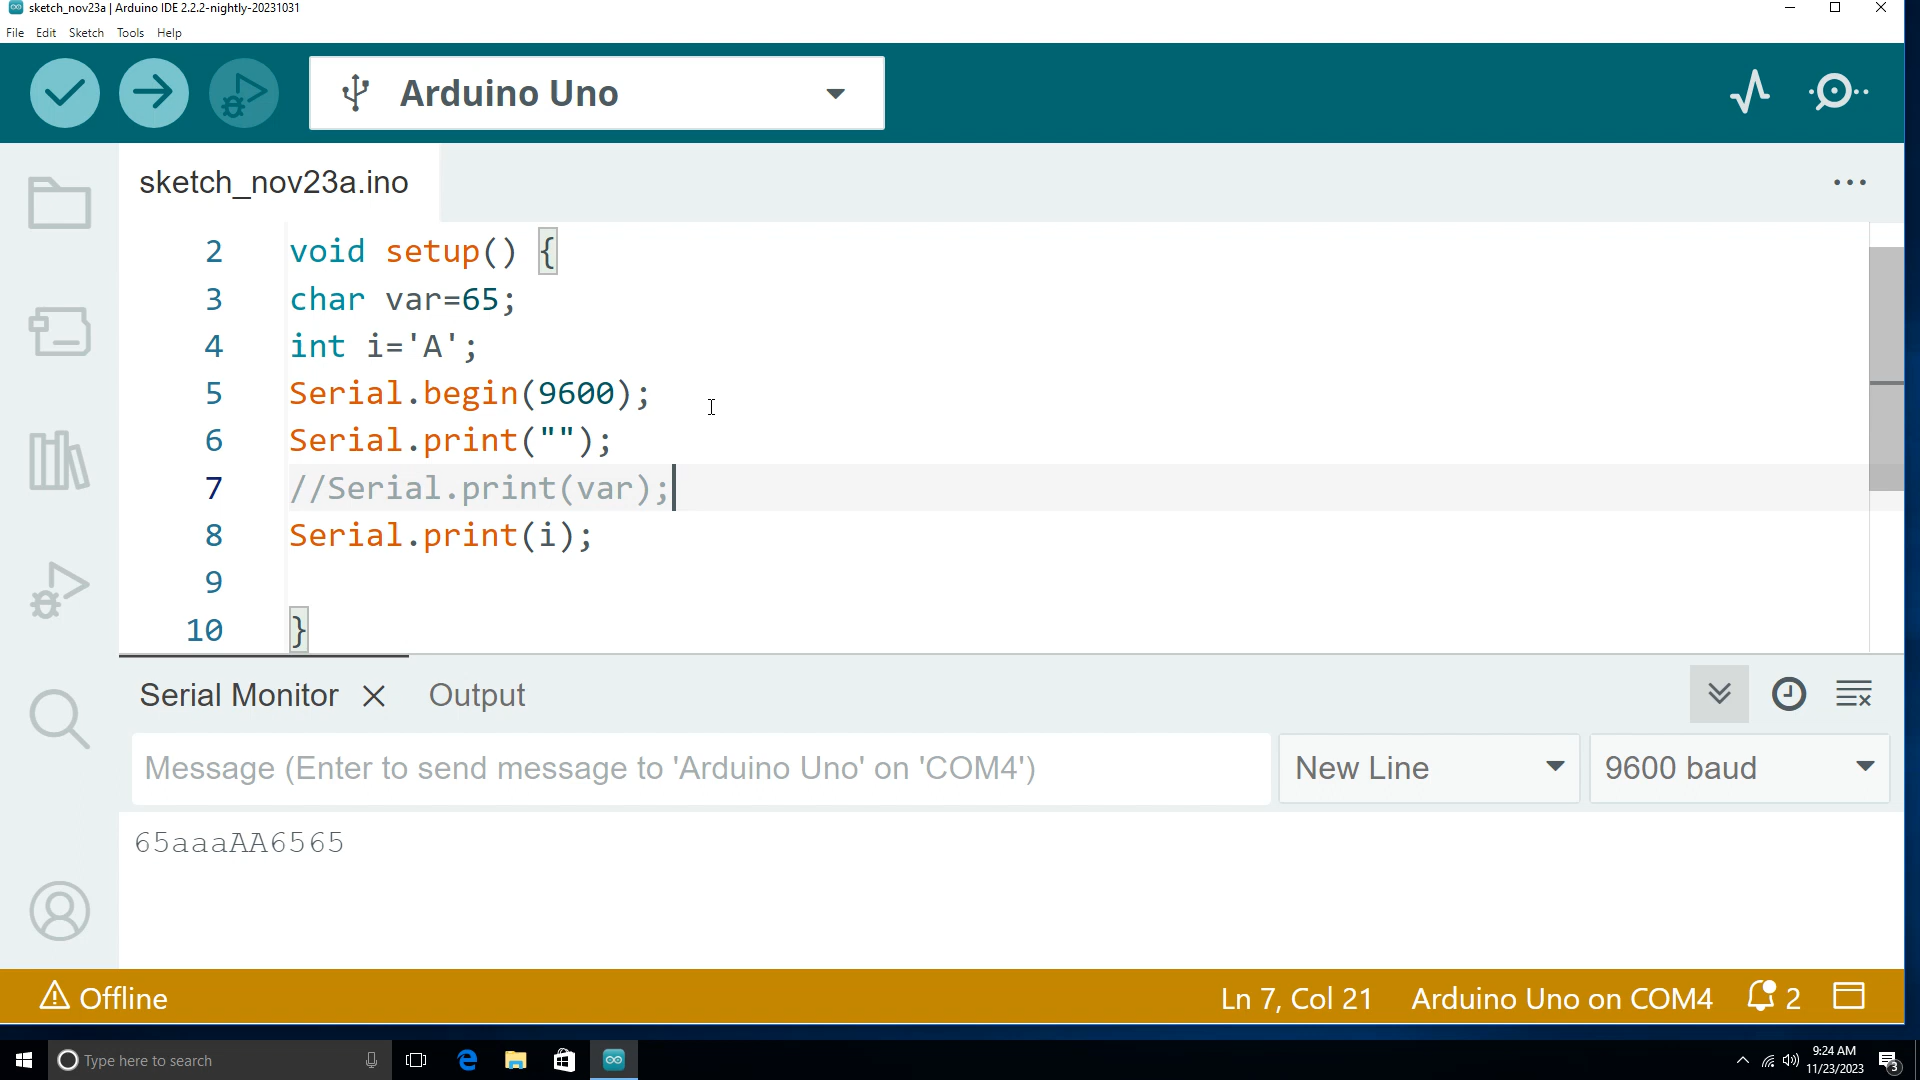 sketch_nov23a | Arduino IDE 2.2.2-nightly-20231031
File Edit Sketch Tools Help
Arduino Uno
sketch_nov23a.ino
2 void setup() {
3 char var=65;
4 int i='A';
5 Serial.begin(9600);
6 Serial.print("");
7 //Serial.print(var);
8 Serial.print(i);
9
10 }
Serial Monitor Output
Message (Enter to send message to 'Arduino Uno' on 'COM4') New Line 9600 baud
65aaaAA6565
Offline Ln 7, Col 21 Arduino Uno on COM4 2
Type here to search 9:24 AM
11/23/2023 3